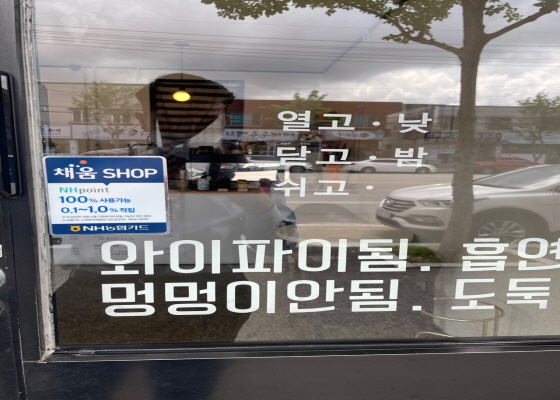 열고·낮
닫고·밤
쉬고·
채움 SHOP
NHpoint
100% 사용가능
0.1~1.0% 적립
NH농협카드
와이파이됨. 흡연
멍멍이안됨. 도둑